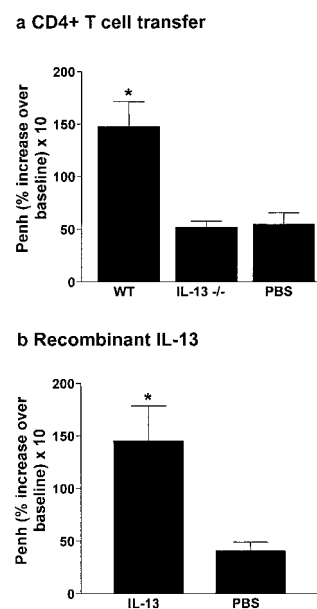 a CD4+ T cell transfer
Penh (% increase over
baseline) x 10
200
150
100
50
0
*
WT IL-13 -/- PBS
b Recombinant IL-13
Penh (% increase over
baseline) x 10
200
150
100
50
0
*
IL-13 PBS